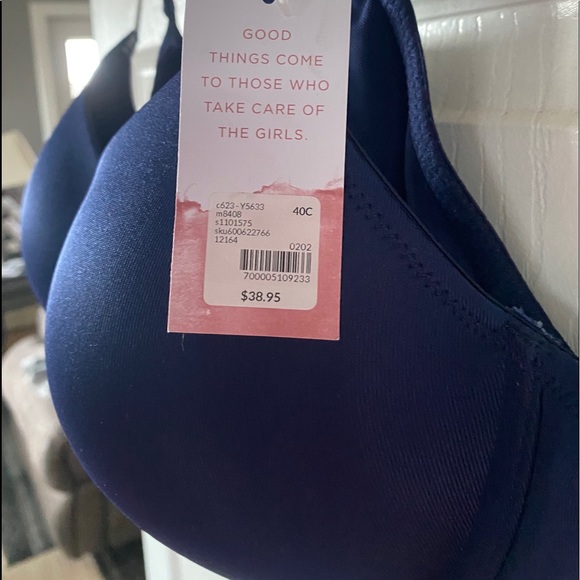 GOOD
THINGS COME
TO THOSE WHO
TAKE CARE OF
THE GIRLS.
c623 - Y5633
m8408 40C
s1101575
sku600622766
12164
0202
700005109233
$38.95